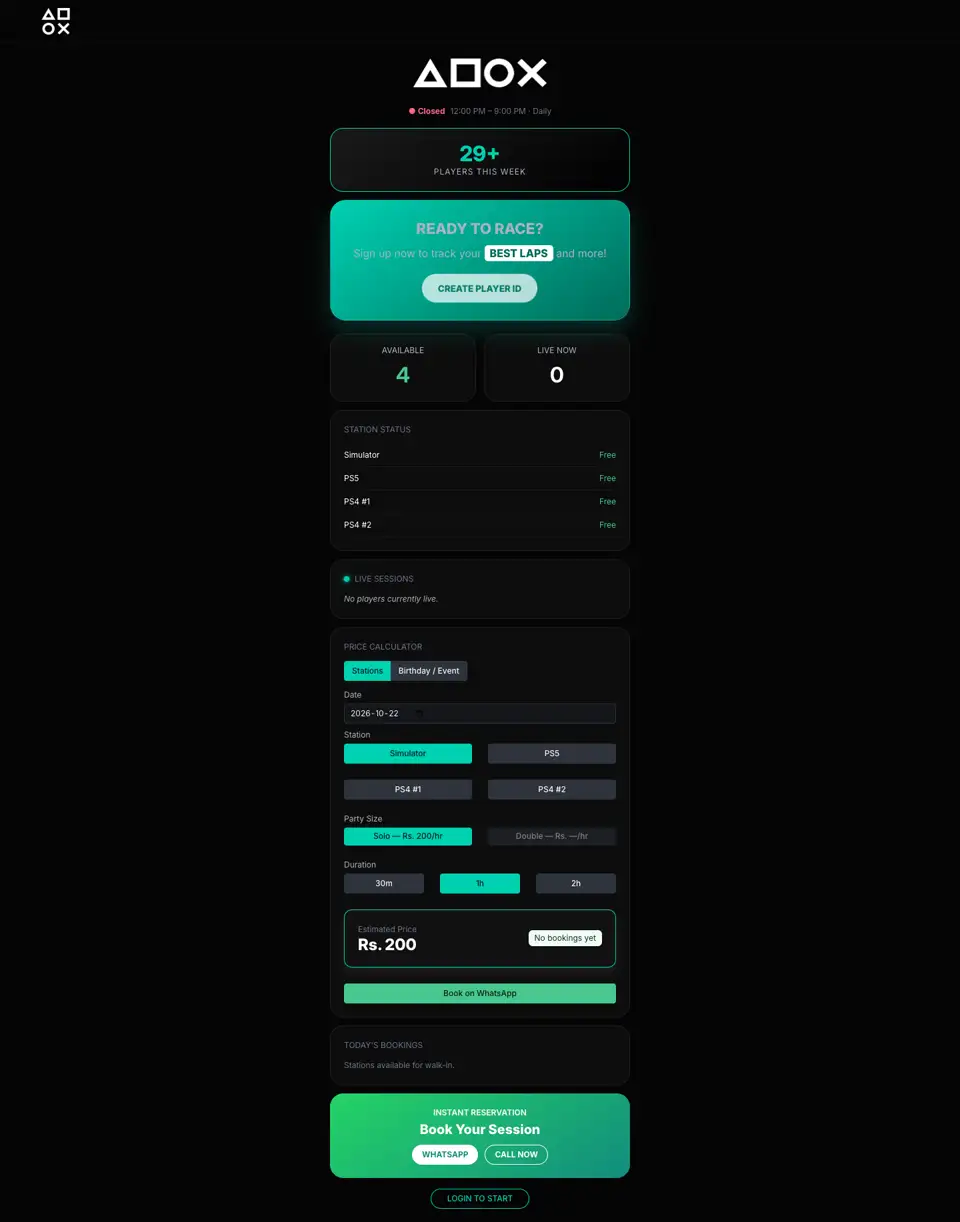 Closed 12:00 PM – 9:00 PM · Daily
29+
PLAYERS THIS WEEK
READY TO RACE?
Sign up now to track your BEST LAPS and more!
CREATE PLAYER ID
AVAILABLE
4
LIVE NOW
0
STATION STATUS
Simulator Free
PS5 Free
PS4 #1 Free
PS4 #2 Free
LIVE SESSIONS
No players currently live.
PRICE CALCULATOR
Stations Birthday / Event
Date
2026-10-22
Station
Simulator PS5
PS4 #1 PS4 #2
Party Size
Solo — Rs. 200/hr Double — Rs. —/hr
Duration
30m 1h 2h
Estimated Price
Rs. 200
No bookings yet
Book on WhatsApp
TODAY'S BOOKINGS
Stations available for walk-in.
INSTANT RESERVATION
Book Your Session
WHATSAPP CALL NOW
LOGIN TO START